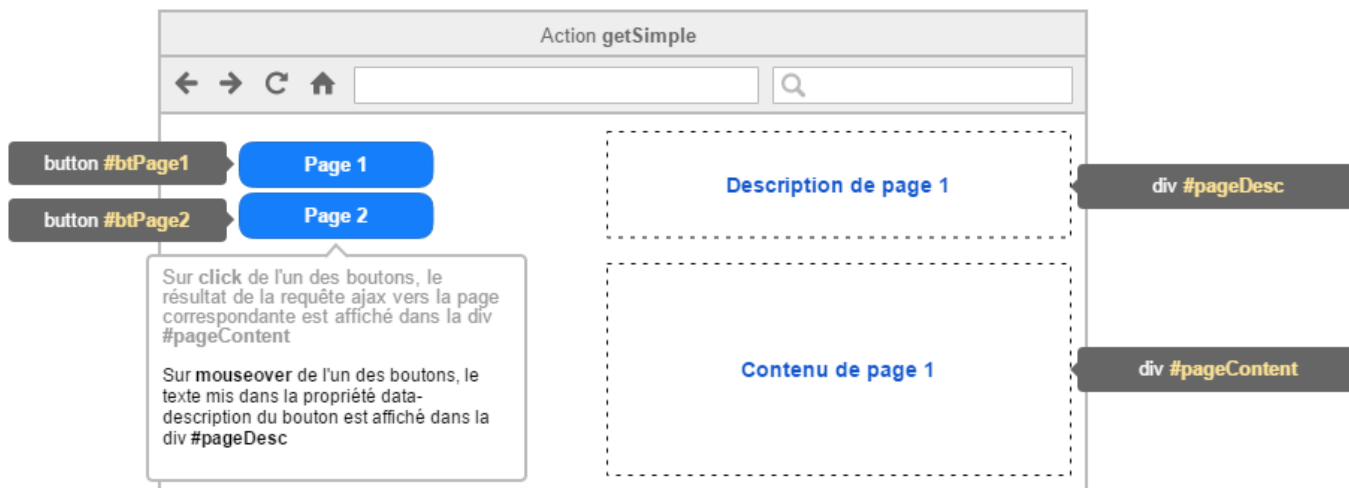 Action getSimple
button #btPage1
Page 1
button #btPage2
Page 2
Sur click de l'un des boutons, le
résultat de la requête ajax vers la page
correspondante est affiché dans la div
#pageContent
Sur mouseover de l'un des boutons, le
texte mis dans la propriété data-
description du bouton est affiché dans la
div #pageDesc
Description de page 1
div #pageDesc
Contenu de page 1
div #pageContent